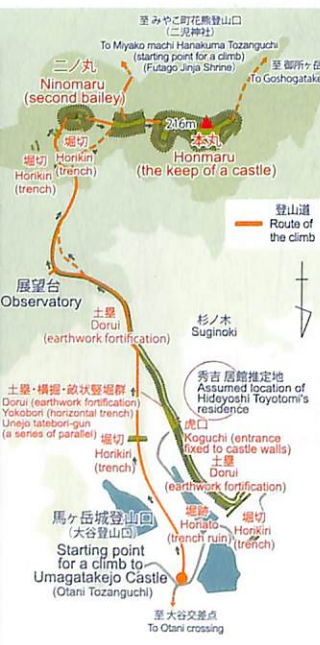 至 みやこ町花熊登山口
(二児神社)
To Miyako machi Hanakuma Tozanguchi
(starting point for a climb)
(Futago Jinja Shrine)
至 御所ヶ岳
To Goshogatake
二ノ丸
Ninomaru
(second bailey)
216m
本丸
Honmaru
(the keep of a castle)
堀切
Horikiri
(trench)
堀切
Horikiri
(trench)
登山道
Route of
the climb
展望台
Observatory
土塁
Dorui
(earthwork fortification)
杉ノ木
Suginoki
秀吉 居館推定地
Assumed location of
Hideyoshi Toyotomi's
residence
土塁・横掘・畝状竪堀群
Dorui (earthwork fortification)
Yokobori (horizontal trench)
Unejo tatebori-gun
(a series of parallel)
虎口
Koguchi (entrance
fixed to castle walls)
堀切
Horikiri
(trench)
土塁
Dorui
(earthwork fortification)
馬ヶ岳城登山口
(大谷登山口)
Starting point
for a climb to
Umagatakejo Castle
(Otani Tozanguchi)
堀跡
Horiato
(trench ruin)
堀切
Horikiri
(trench)
至 大谷交差点
To Otani crossing